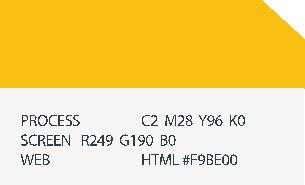 PROCESS C2 M28 Y96 K0
SCREEN R249 G190 B0
WEB HTML #F9BE00